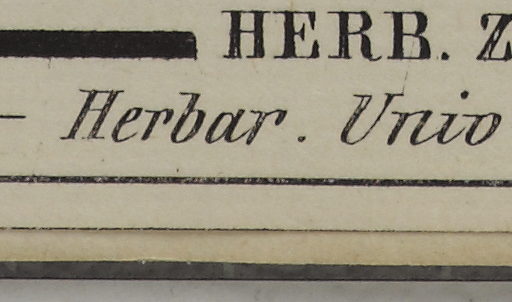 HERB. Z
— Herbar. Unio